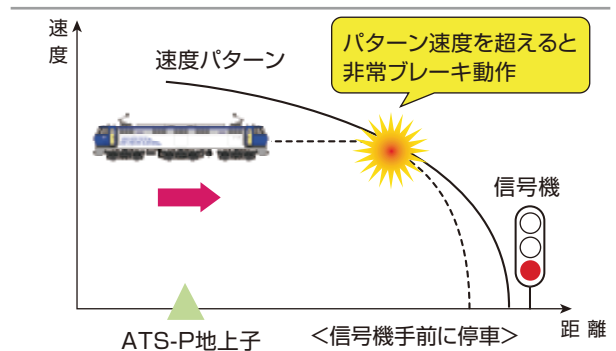 速度
速度パターン
パターン速度を超えると
非常ブレーキ動作
信号機
ATS-P地上子
＜信号機手前に停車＞
距離